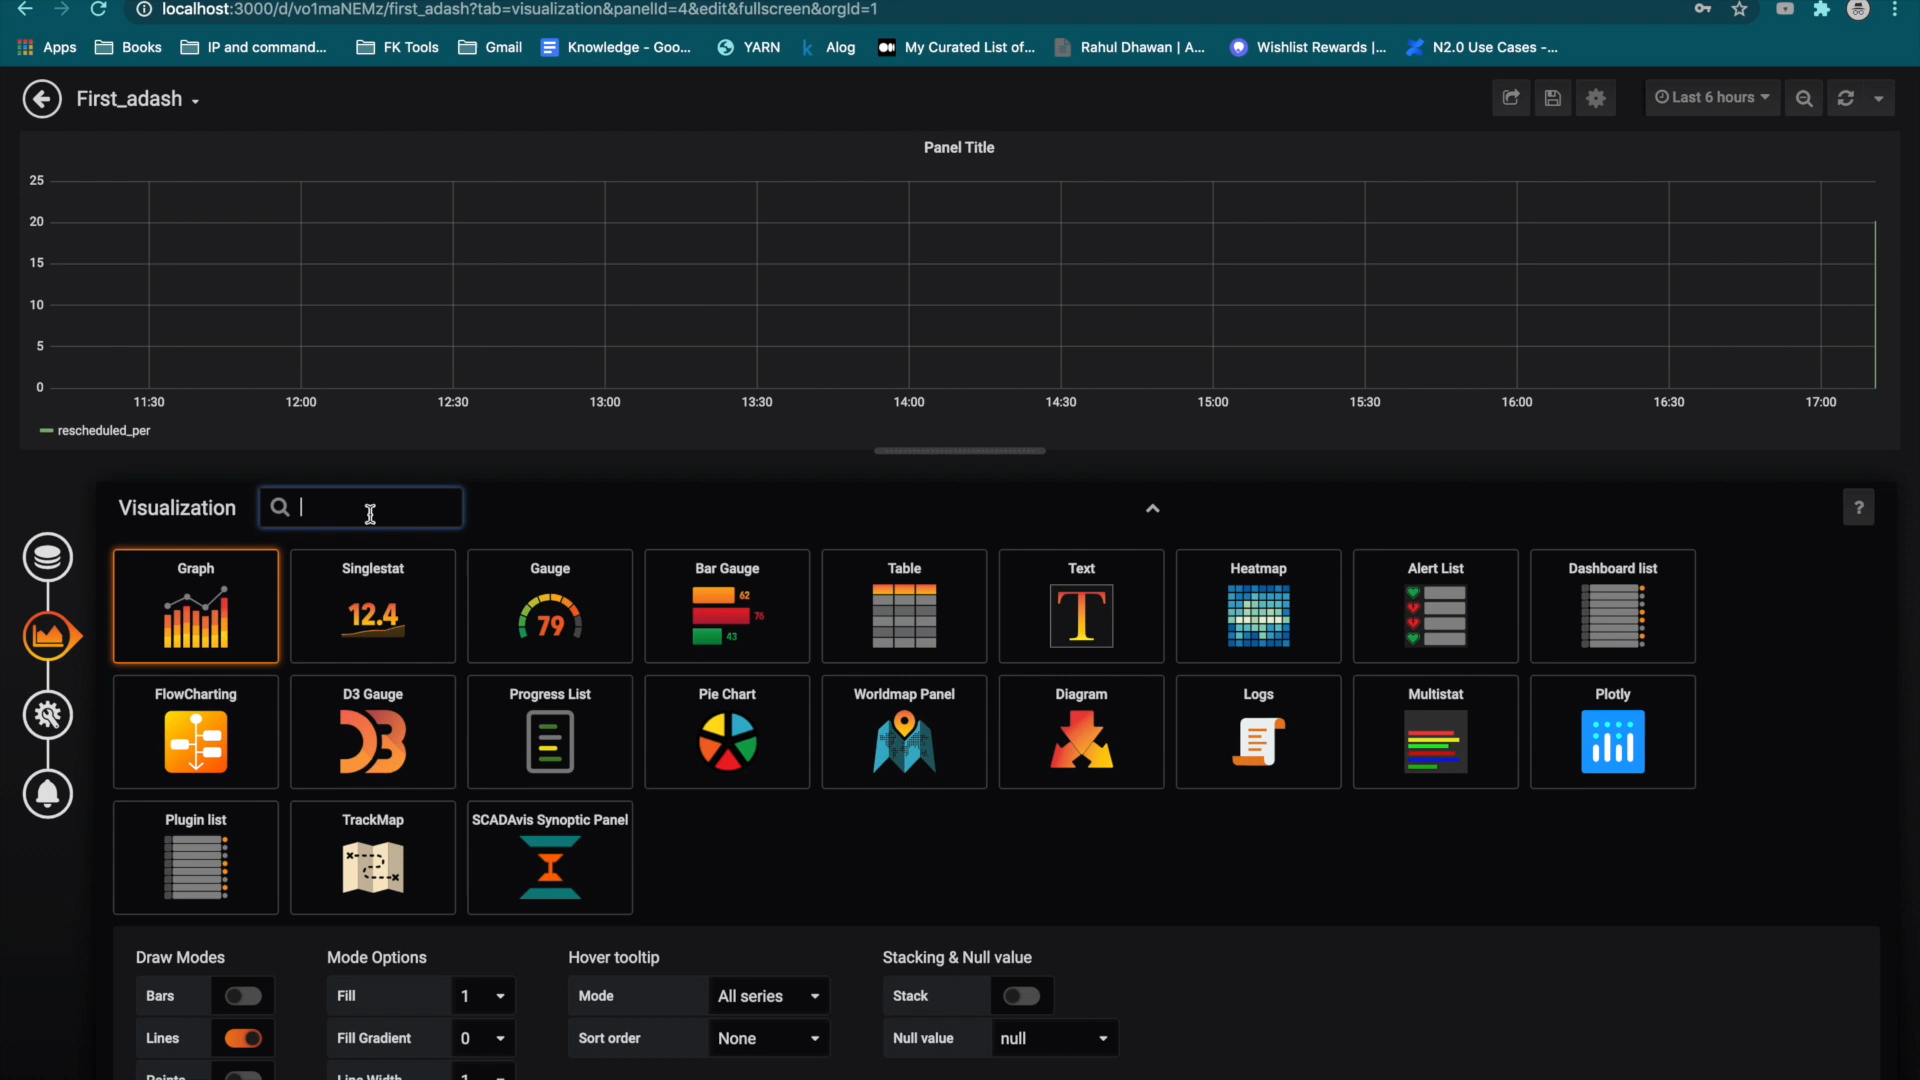 localhost:3000/d/vo1maNEMz/first_adash?tab=visualization&panelId=4&edit&fullscreen&orgId=1
Apps Books IP and command... FK Tools Gmail Knowledge - Goo... YARN Alog My Curated List of... Rahul Dhawan | A... Wishlist Rewards |... N2.0 Use Cases -...
First_adash Last 6 hours
Panel Title
25
20
15
10
5
0
11:30 12:00 12:30 13:00 13:30 14:00 14:30 15:00 15:30 16:00 16:30 17:00
rescheduled_per
Visualization ?
Graph Singlestat Gauge Bar Gauge Table Text Heatmap Alert List Dashboard list
12.4 79 62 76 43 T
FlowCharting D3 Gauge Progress List Pie Chart Worldmap Panel Diagram Logs Multistat Plotly
Plugin list TrackMap SCADAvis Synoptic Panel
Draw Modes Mode Options Hover tooltip Stacking & Null value
Bars Fill 1 Mode All series Stack
Lines Fill Gradient 0 Sort order None Null value null
Points Line Width 1